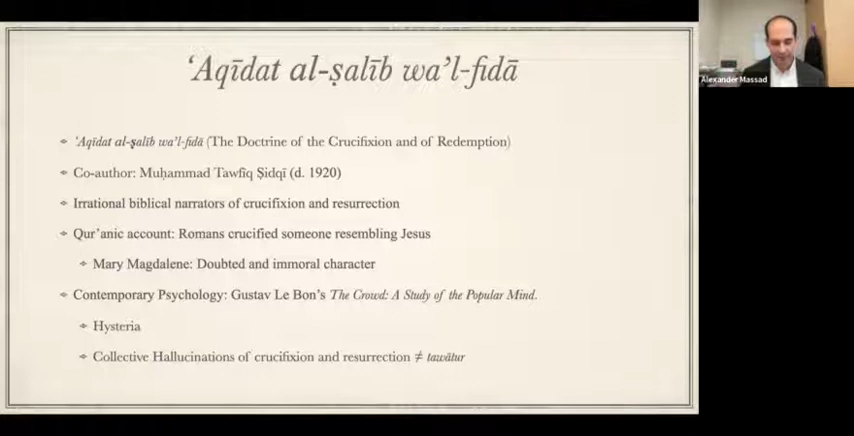 ‘Aqīdat al-ṣalīb wa’l-fidā
‘Aqīdat al-ṣalīb wa’l-fidā (The Doctrine of the Crucifixion and of Redemption)
Co-author: Muḥammad Tawfīq Ṣidqī (d. 1920)
Irrational biblical narrators of crucifixion and resurrection
Qur’anic account: Romans crucified someone resembling Jesus
Mary Magdalene: Doubted and immoral character
Contemporary Psychology: Gustav Le Bon’s The Crowd: A Study of the Popular Mind.
Hysteria
Collective Hallucinations of crucifixion and resurrection ≠ tawātur
Alexander Massad